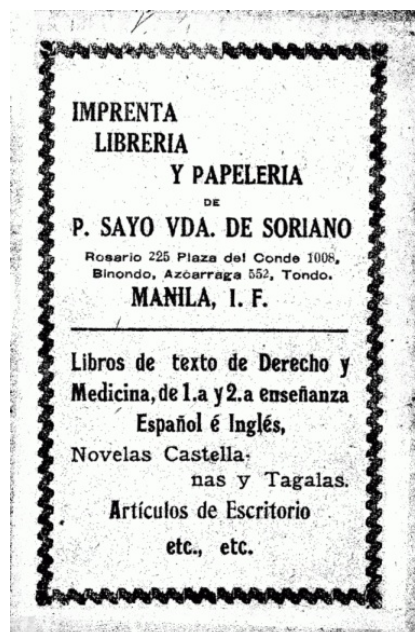 IMPRENTA
LIBRERIA
Y PAPELERIA
DE
P. SAYO VDA. DE SORIANO
Rosario 225 Plaza del Conde 1008,
Binondo, Azcarraga 552, Tondo.
MANILA, I. F.
Libros de texto de Derecho y
Medicina, de 1.a y 2.a enseñanza
Español é Inglés,
Novelas Castella-
nas y Tagalas.
Artículos de Escritorio
etc., etc.